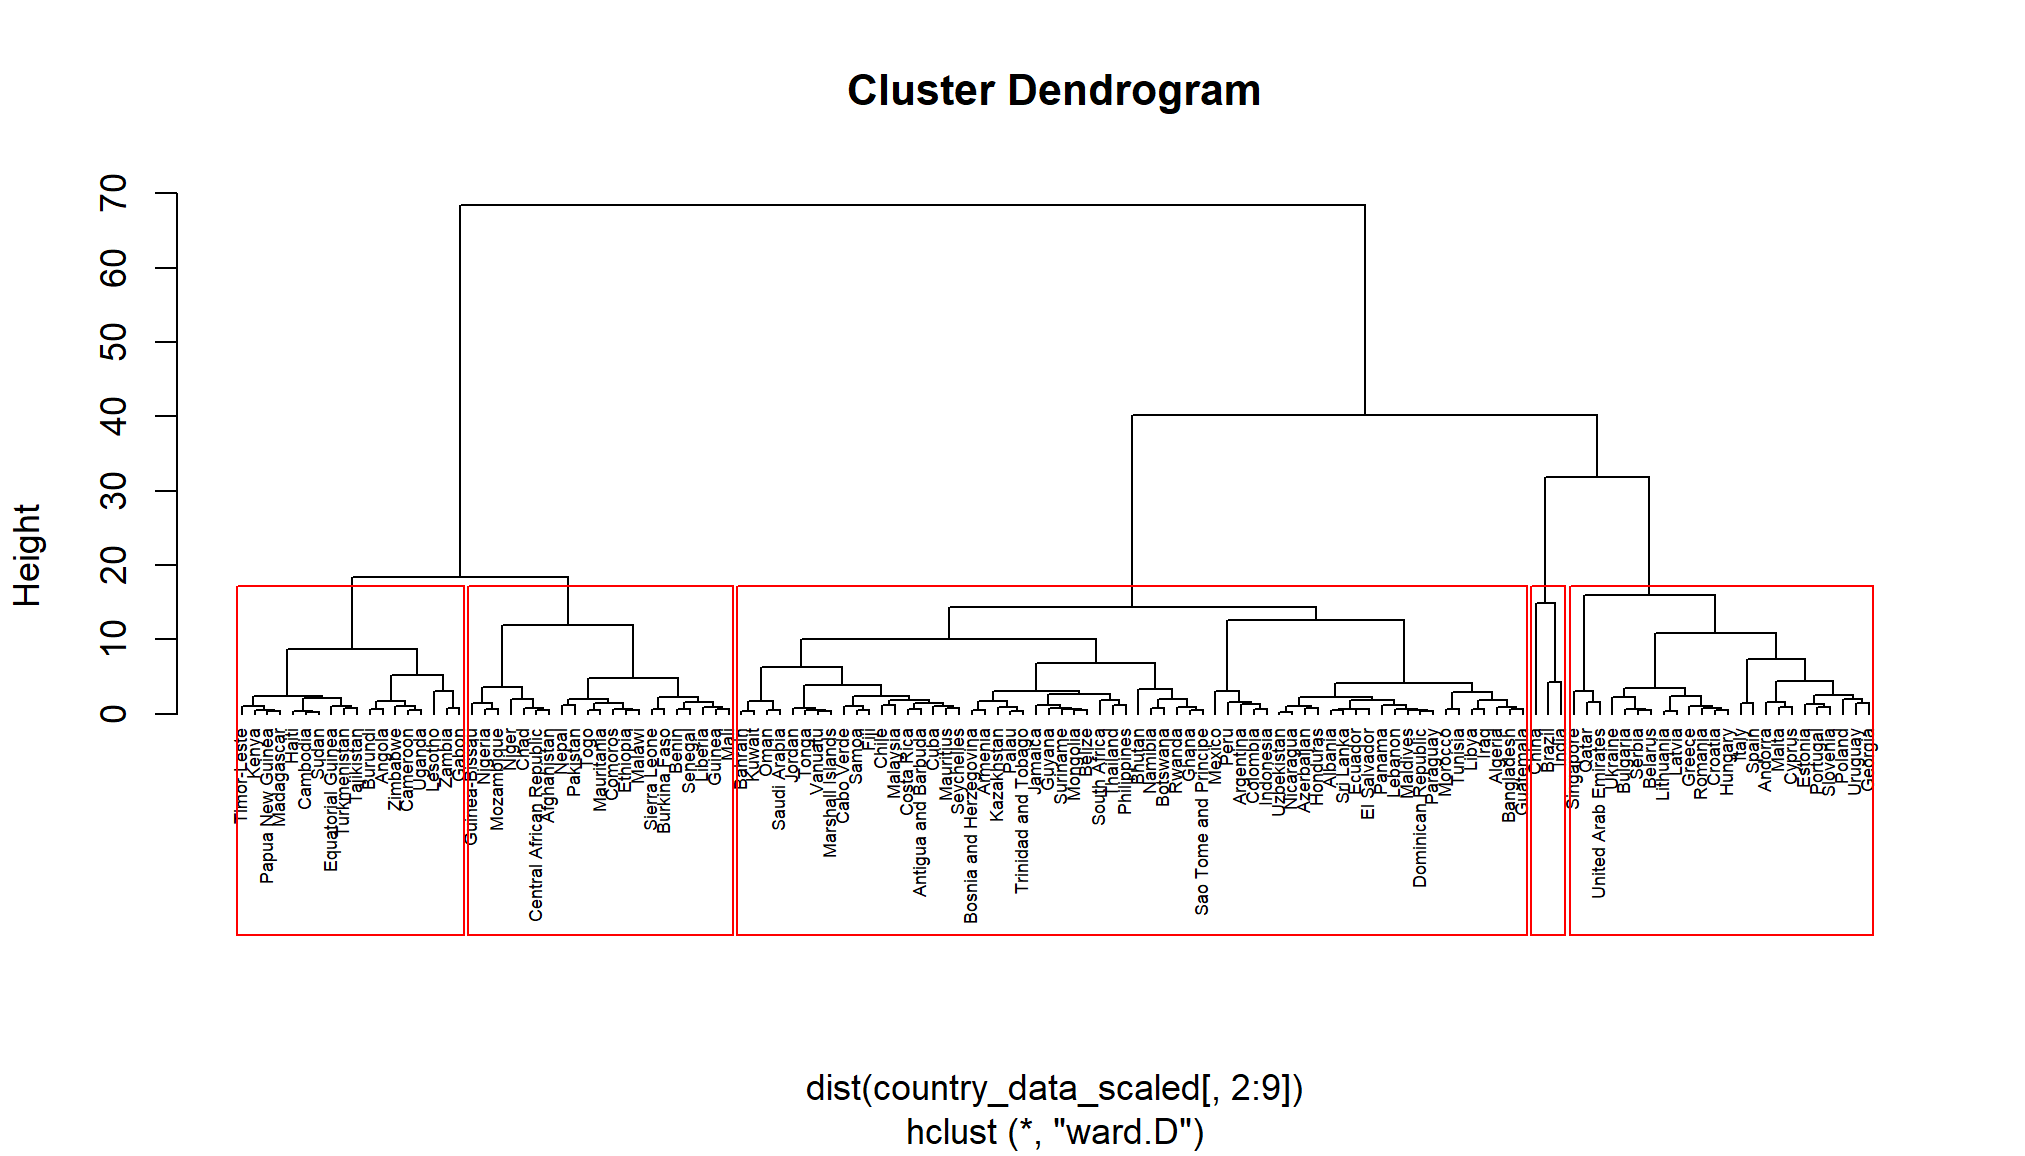 Cluster Dendrogram
Height
70
60
50
40
30
20
10
0
Timor-Leste
Kenya
Papua New Guinea
Madagascar
Haiti
Cambodia
Sudan
Equatorial Guinea
Turkmenistan
Tajikistan
Burundi
Angola
Zimbabwe
Cameroon
Uganda
Lesotho
Zambia
Gabon
Guinea-Bissau
Nigeria
Mozambique
Niger
Chad
Central African Republic
Afghanistan
Nepal
Pakistan
Togo
Mauritania
Comoros
Ethiopia
Malawi
Sierra Leone
Burkina Faso
Benin
Senegal
Liberia
Guinea
Mali
Bahrain
Kuwait
Oman
Saudi Arabia
Jordan
Tonga
Vanuatu
Marshall Islands
Cabo Verde
Samoa
Fiji
Chile
Malaysia
Costa Rica
Antigua and Barbuda
Cuba
Mauritius
Seychelles
Bosnia and Herzegovina
Armenia
Kazakhstan
Palau
Trinidad and Tobago
Jamaica
Guyana
Suriname
Mongolia
Belize
South Africa
Thailand
Philippines
Bhutan
Namibia
Botswana
Rwanda
Ghana
Sao Tome and Principe
Mexico
Peru
Argentina
Colombia
Indonesia
Uzbekistan
Nicaragua
Azerbaijan
Honduras
Albania
Sri Lanka
Ecuador
El Salvador
Panama
Lebanon
Maldives
Dominican Republic
Paraguay
Morocco
Tunisia
Libya
Iraq
Algeria
Bangladesh
Guatemala
China
Brazil
India
Singapore
Qatar
United Arab Emirates
Ukraine
Bulgaria
Serbia
Belarus
Lithuania
Latvia
Greece
Romania
Croatia
Hungary
Italy
Spain
Andorra
Malta
Cyprus
Estonia
Portugal
Slovenia
Poland
Uruguay
Georgia
dist(country_data_scaled[, 2:9])
hclust (*, "ward.D")